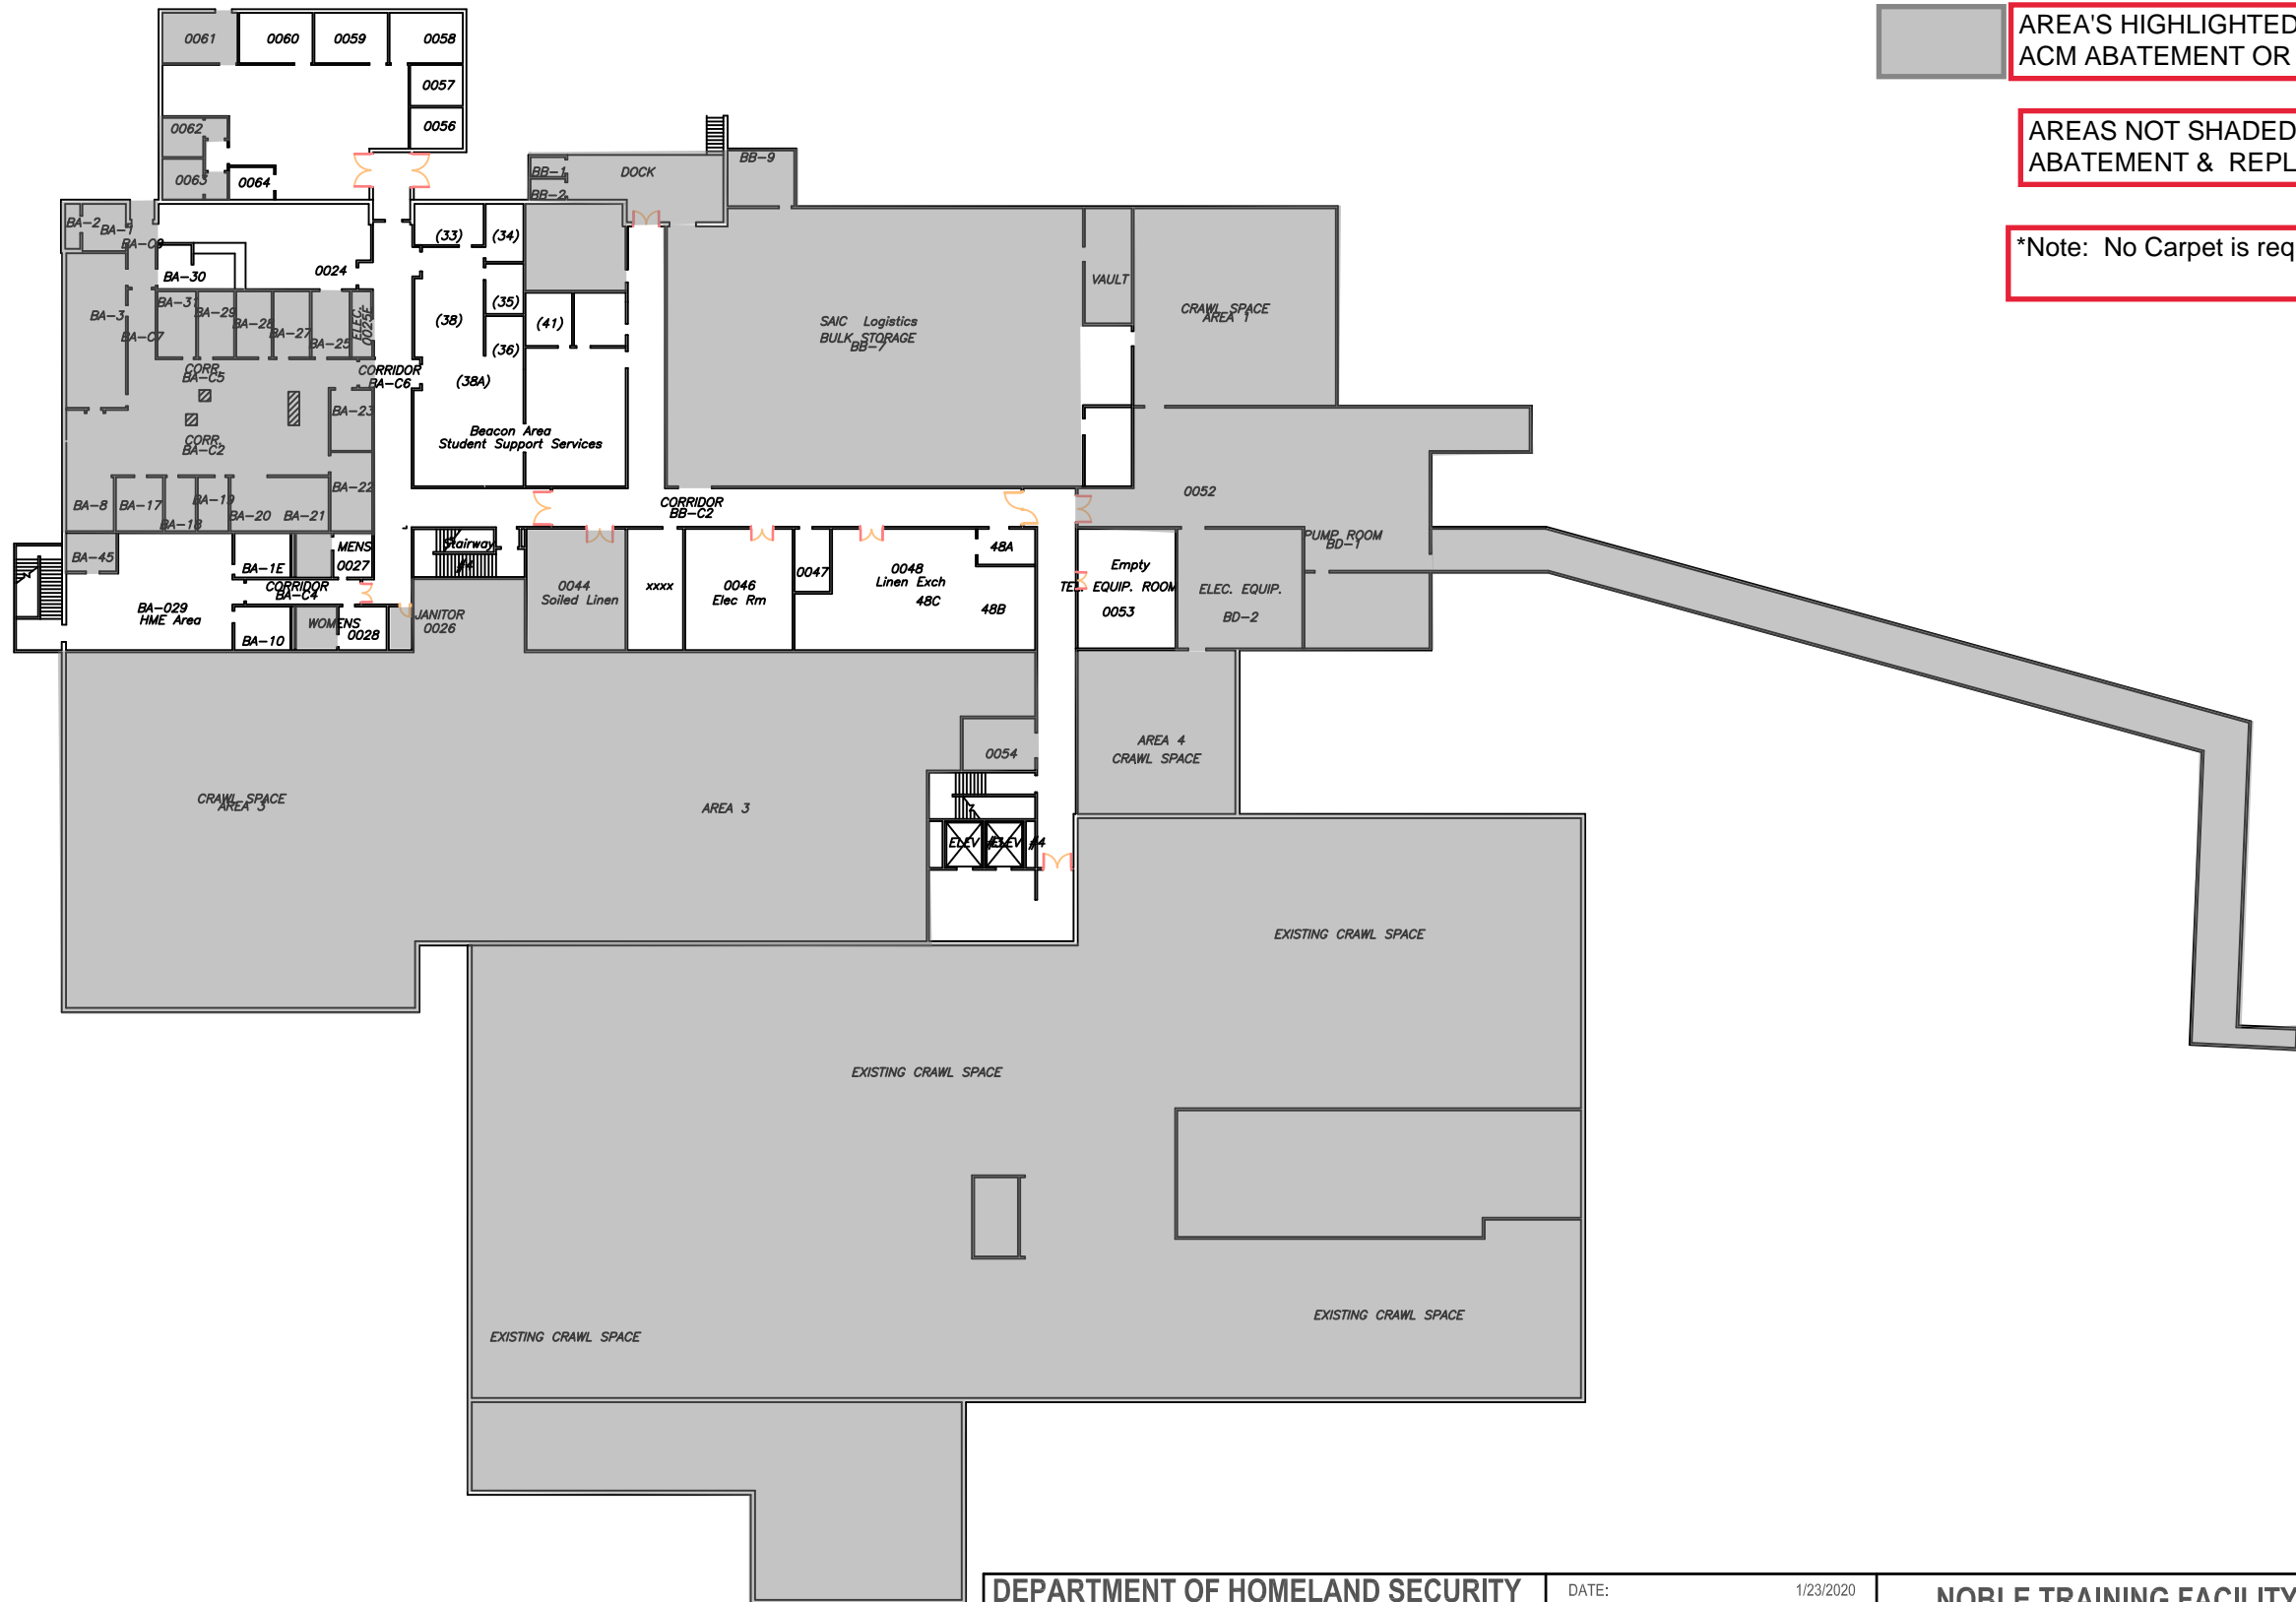 AREA'S HIGHLIGHTED
ACM ABATEMENT OR
AREAS NOT SHADED
ABATEMENT & REPL
*Note: No Carpet is req
0061
0060
0059
0058
0057
0056
0062
0063
0064
BB-1
BB-2
DOCK
BB-9
BA-2
BA-1
BA-09
BA-30
0024
(33)
(34)
(35)
(38)
(41)
(36)
(38A)
BA-3
BA-C7
BA-31
BA-29
BA-28
BA-27
BA-25
ELEC.
0025E
CORR.
BA-C5
CORRIDOR
BA-C6
BA-23
CORR.
BA-C2
BA-22
BA-8
BA-17
BA-18
BA-19
BA-20
BA-21
Beacon Area
Student Support Services
SAIC Logistics
BULK STORAGE
BB-7
VAULT
CRAWL SPACE
AREA 1
0052
PUMP ROOM
BD-1
CORRIDOR
BB-C2
BA-45
BA-1E
MENS
0027
CORRIDOR
BA-C4
BA-029
HME Area
BA-10
WOMENS
0028
JANITOR
0026
Stairway
#4
0044
Soiled Linen
xxxx
0046
Elec Rm
0047
0048
Linen Exch
48A
48C
48B
Empty
TEL. EQUIP. ROOM
0053
ELEC. EQUIP.
BD-2
0054
AREA 4
CRAWL SPACE
CRAWL SPACE
AREA 3
AREA 3
ELEV
ELEV #4
EXISTING CRAWL SPACE
EXISTING CRAWL SPACE
EXISTING CRAWL SPACE
EXISTING CRAWL SPACE
DEPARTMENT OF HOMELAND SECURITY
DATE: 1/23/2020
NOBLE TRAINING FACILITY